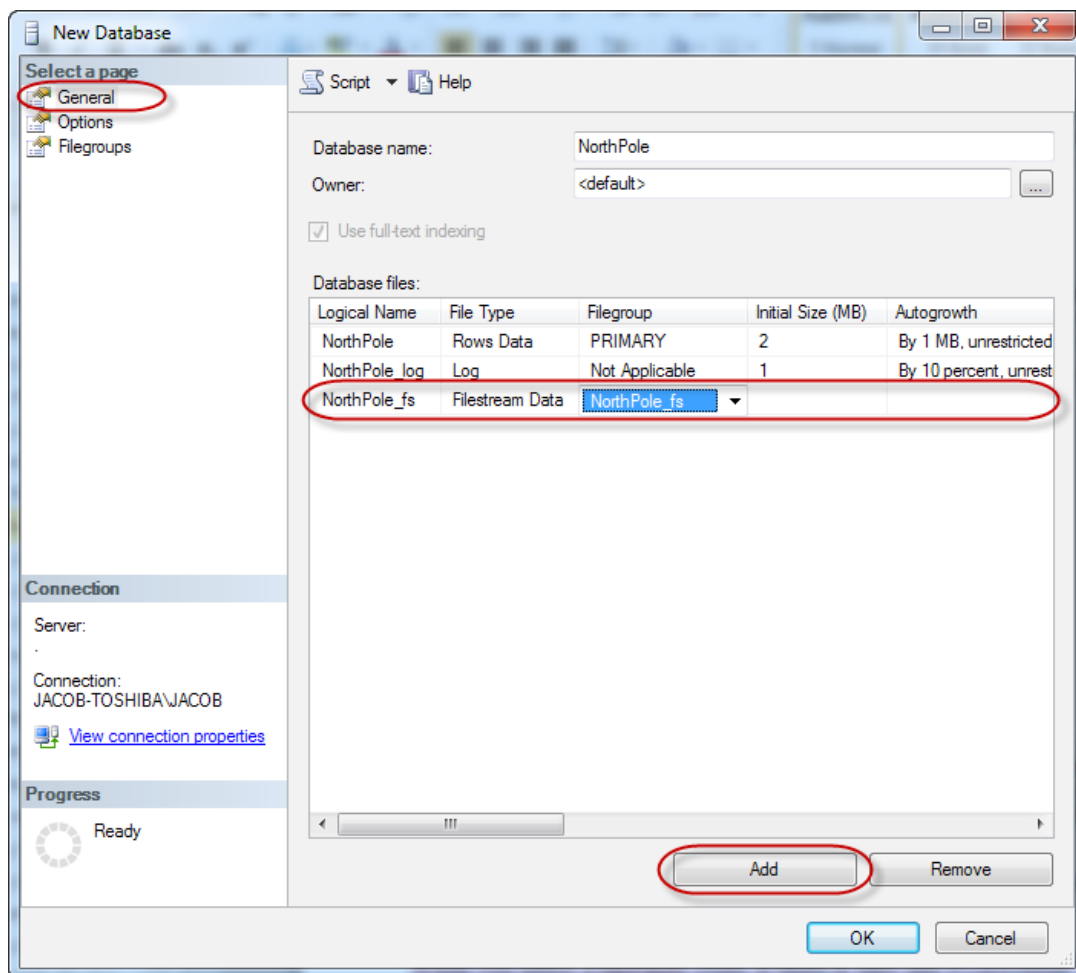 New Database
Select a page
General
Options
Filegroups
Script Help
Database name: NorthPole
Owner: <default> ...
Use full-text indexing
Database files:
Logical Name File Type Filegroup Initial Size (MB) Autogrowth
NorthPole Rows Data PRIMARY 2 By 1 MB, unrestricted
NorthPole_log Log Not Applicable 1 By 10 percent, unrest
NorthPole_fs Filestream Data NorthPole_fs
Connection
Server:
.
Connection:
JACOB-TOSHIBA\JACOB
View connection properties
Progress
Ready
Add Remove
OK Cancel